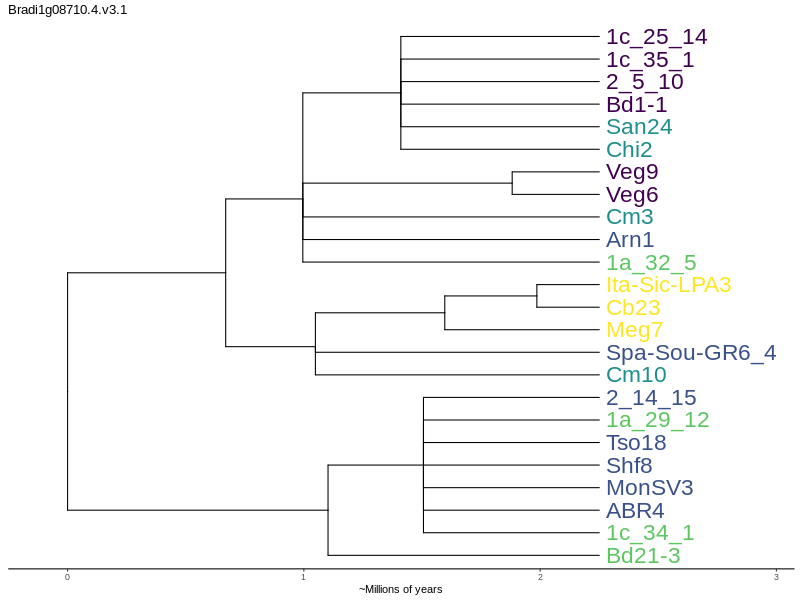 Bradi1g08710.4.v3.1
1c_25_14
1c_35_1
2_5_10
Bd1-1
San24
Chi2
Veg9
Veg6
Cm3
Arn1
1a_32_5
Ita-Sic-LPA3
Cb23
Meg7
Spa-Sou-GR6_4
Cm10
2_14_15
1a_29_12
Tso18
Shf8
MonSV3
ABR4
1c_34_1
Bd21-3
0 1 2 3
~Millions of years